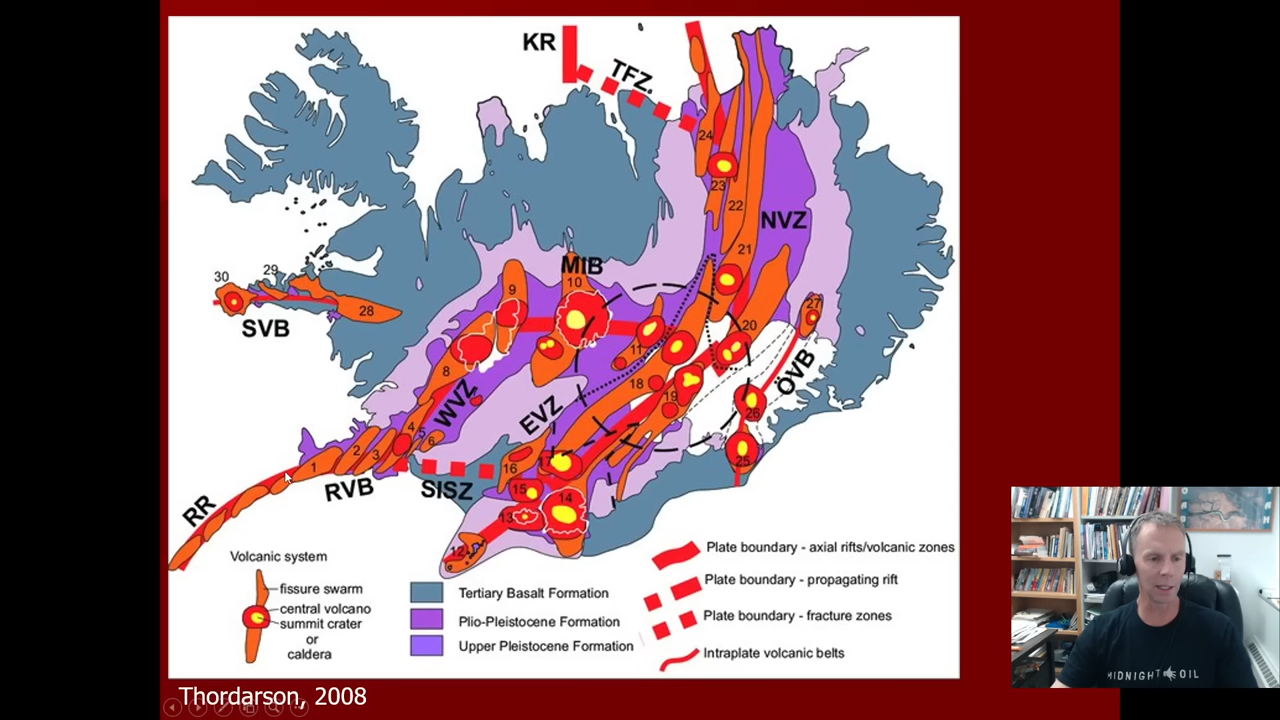 KR
TFZ.
24
23
22
NVZ
21
MIB
10
9
30
29
28
SVB
27
20
11
8
WVZ
18
19
ÖVB
26
EVZ
4
5
6
2
3
1
RVB
SISZ
16
25
15
14
13
12
RR
Volcanic system
fissure swarm
central volcano
summit crater
or
caldera
Tertiary Basalt Formation
Plio-Pleistocene Formation
Upper Pleistocene Formation
Plate boundary - axial rifts/volcanic zones
Plate boundary - propagating rift
Plate boundary - fracture zones
Intraplate volcanic belts
Thordarson, 2008
MIDNIGHT OIL